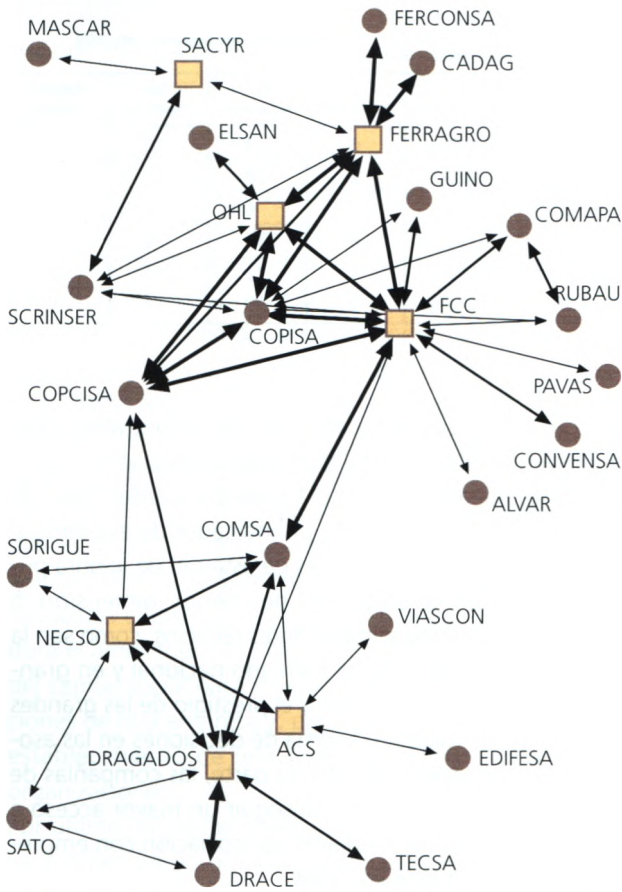 FERCONSA
MASCAR
SACYR
CADAG
ELSAN
FERRAGRO
GUINO
OHL
COMAPA
SCRINSER
COPISA
FCC
RUBAU
COPCISA
PAVAS
CONVENSA
ALVAR
COMSA
SORIGUE
VIASCON
NECSO
ACS
DRAGADOS
EDIFESA
SATO
DRACE
TECSA